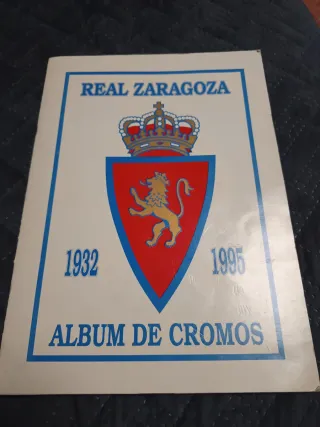 REAL ZARAGOZA
1932 1995
ALBUM DE CROMOS